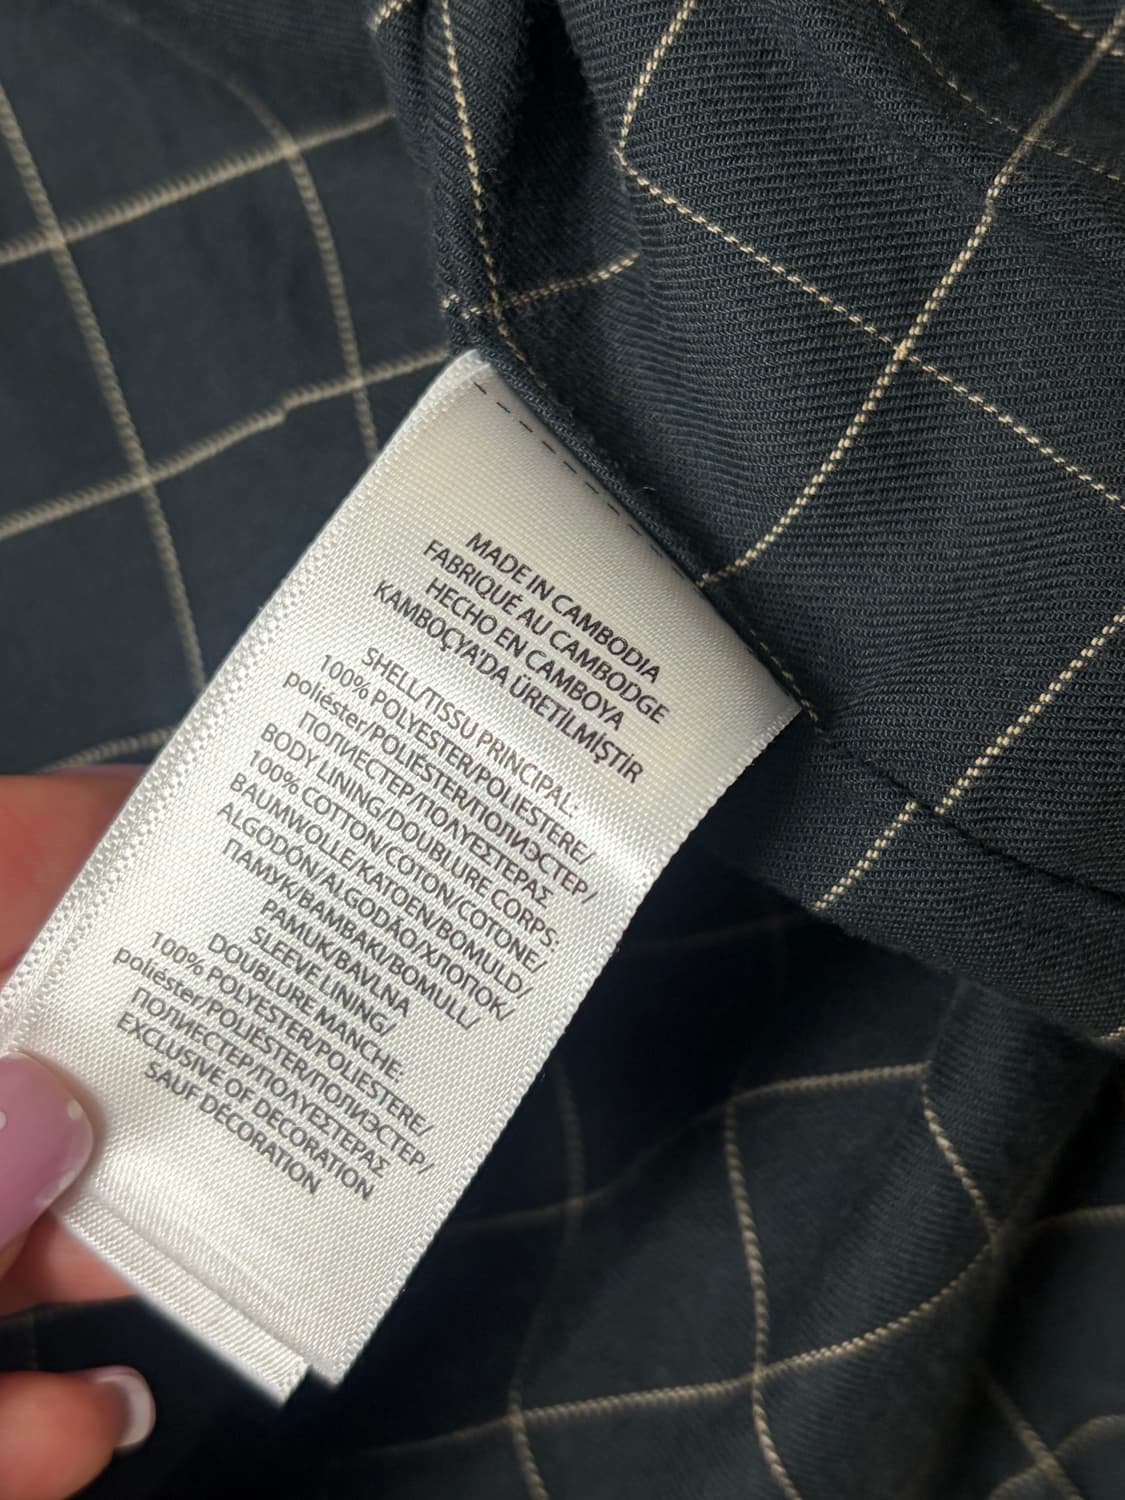 MADE IN CAMBODIA
FABRIQUÉ AU CAMBODGE
HECHO EN CAMBOYA
KAMBOÇYA'DA ÜRETİLMİŞTİR
SHELL/TISSU PRINCIPAL:
100% POLYESTER/POLIESTERE/
poliéster/POLIÉSTER/ПОЛИЭСТЕР/
ПОЛИЕСТЕР/ΠΟΛΥΕΣΤΕΡΑΣ
BODY LINING/DOUBLURE CORPS:
100% COTTON/COTON/COTONE/
BAUMWOLLE/KATOEN/BOMULD/
ALGODÓN/ALGODÃO/ХЛОПОК/
ПАМУК/ΒΑΜΒΑΚΙ/BOMULL/
PAMUK/BAVLNA
SLEEVE LINING/
DOUBLURE MANCHE:
100% POLYESTER/POLIESTERE/
poliéster/POLIÉSTER/ПОЛИЭСТЕР/
ПОЛИЕСТЕР/ΠΟΛΥΕΣΤΕΡΑΣ
EXCLUSIVE OF DECORATION
SAUF DÉCORATION